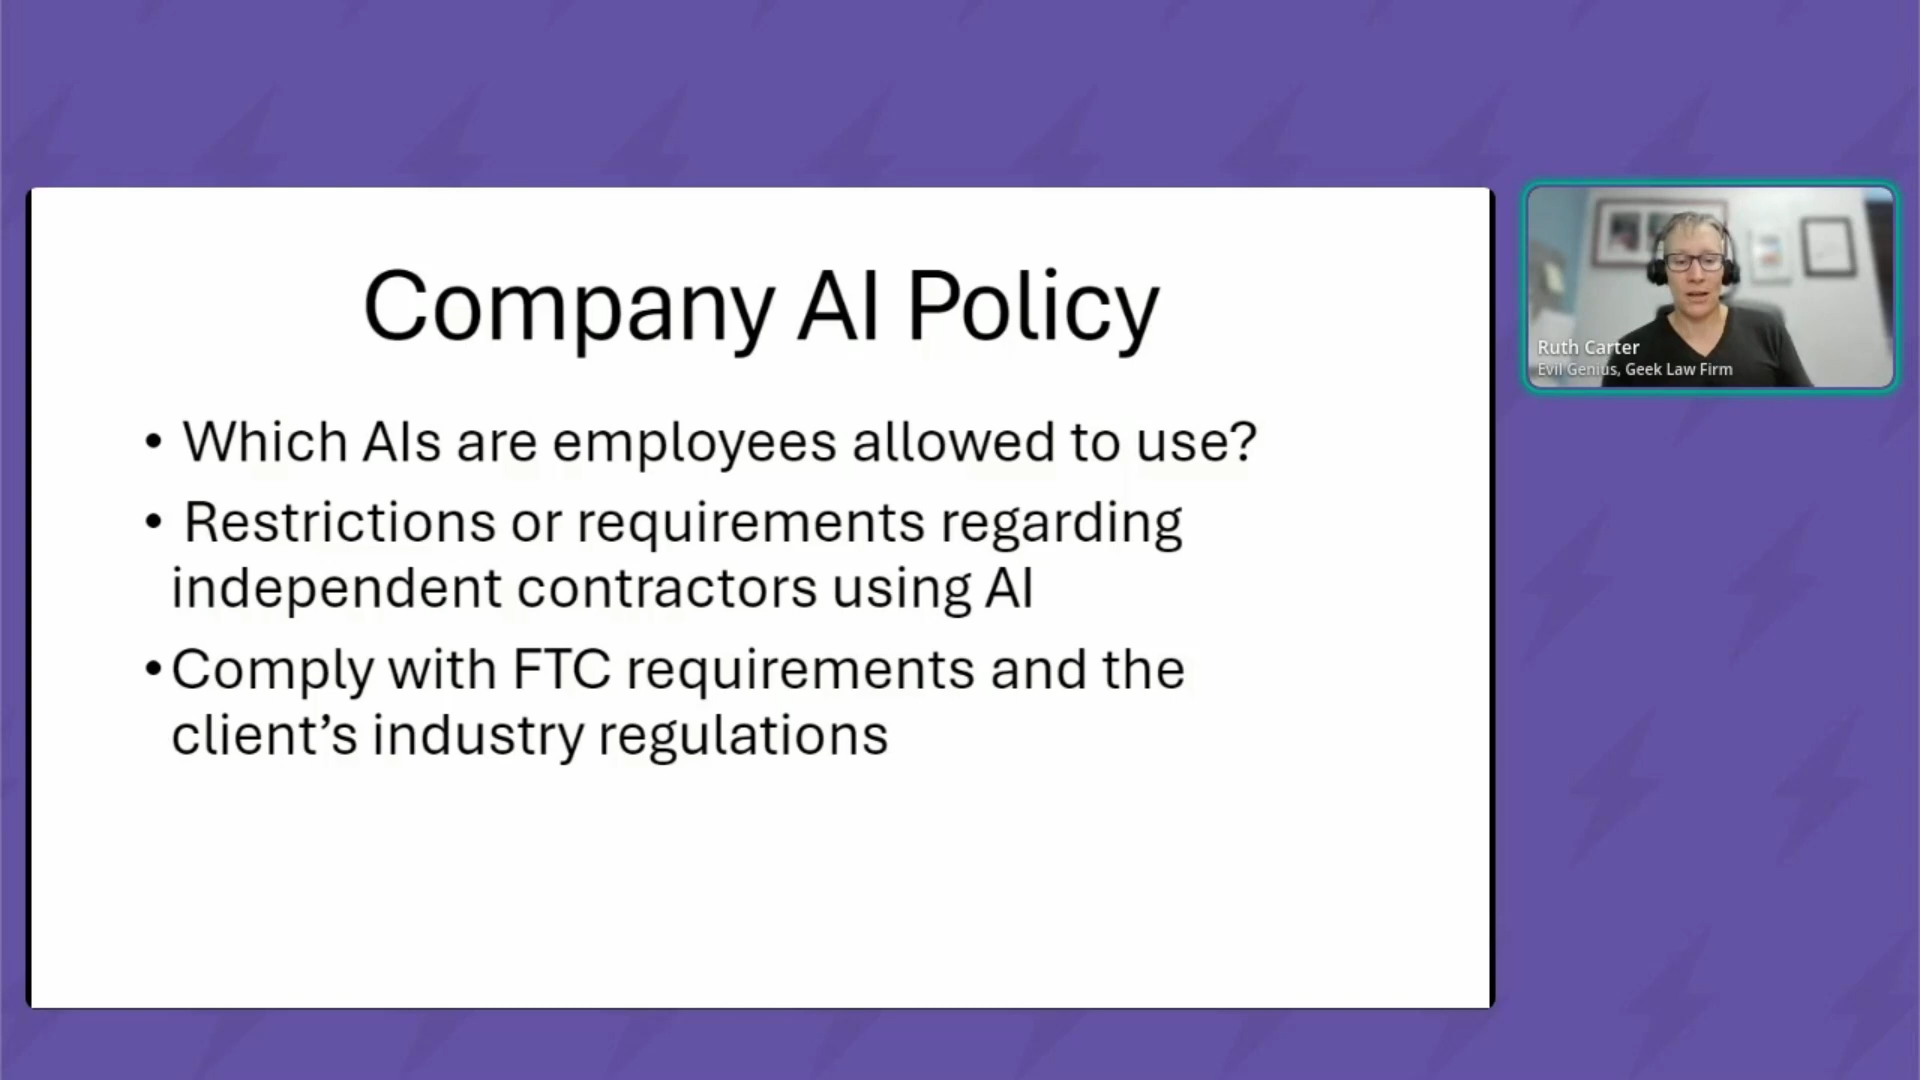 Company AI Policy
• Which AIs are employees allowed to use?
• Restrictions or requirements regarding
independent contractors using AI
• Comply with FTC requirements and the
client’s industry regulations
Ruth Carter
Evil Genius, Geek Law Firm